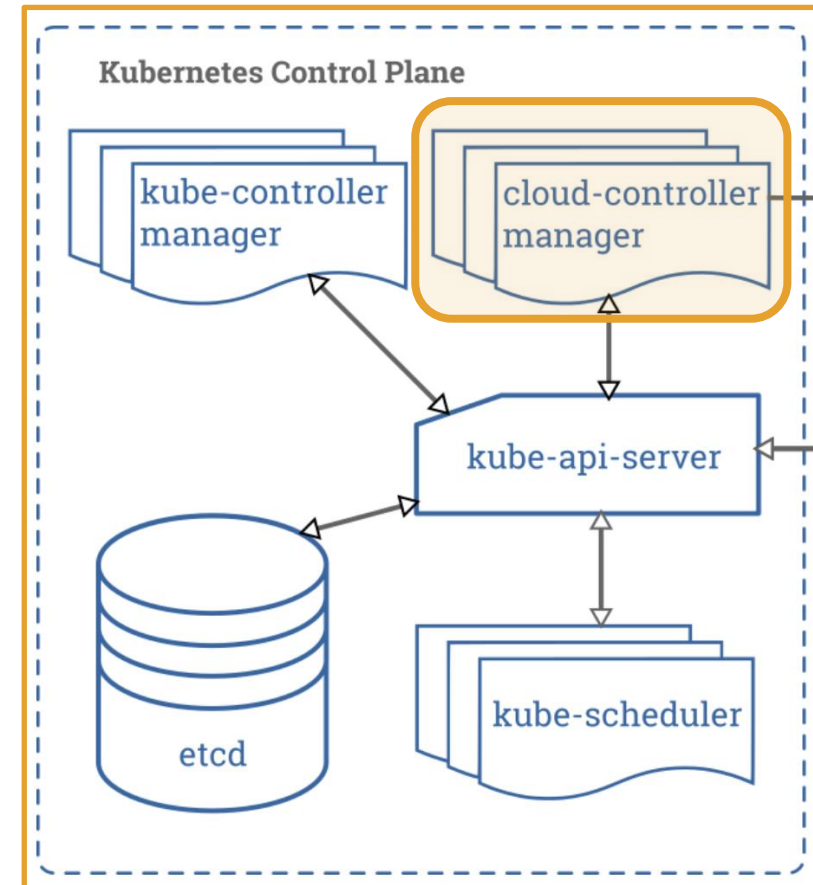 Kubernetes Control Plane
kube-controller
manager
cloud-controller
manager
kube-api-server
etcd
kube-scheduler